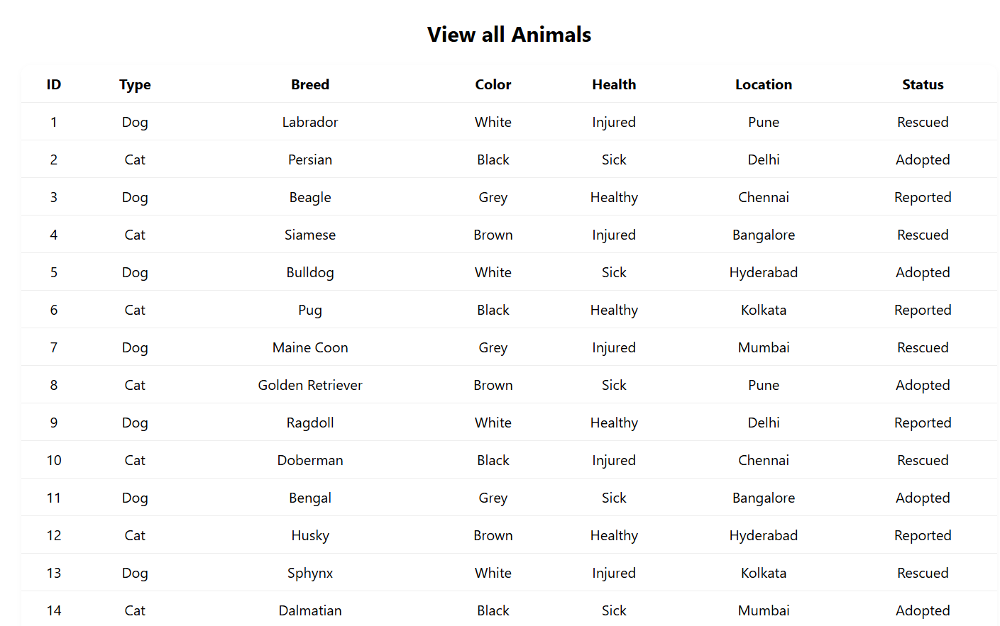 View all Animals
ID Type Breed Color Health Location Status
1 Dog Labrador White Injured Pune Rescued
2 Cat Persian Black Sick Delhi Adopted
3 Dog Beagle Grey Healthy Chennai Reported
4 Cat Siamese Brown Injured Bangalore Rescued
5 Dog Bulldog White Sick Hyderabad Adopted
6 Cat Pug Black Healthy Kolkata Reported
7 Dog Maine Coon Grey Injured Mumbai Rescued
8 Cat Golden Retriever Brown Sick Pune Adopted
9 Dog Ragdoll White Healthy Delhi Reported
10 Cat Doberman Black Injured Chennai Rescued
11 Dog Bengal Grey Sick Bangalore Adopted
12 Cat Husky Brown Healthy Hyderabad Reported
13 Dog Sphynx White Injured Kolkata Rescued
14 Cat Dalmatian Black Sick Mumbai Adopted